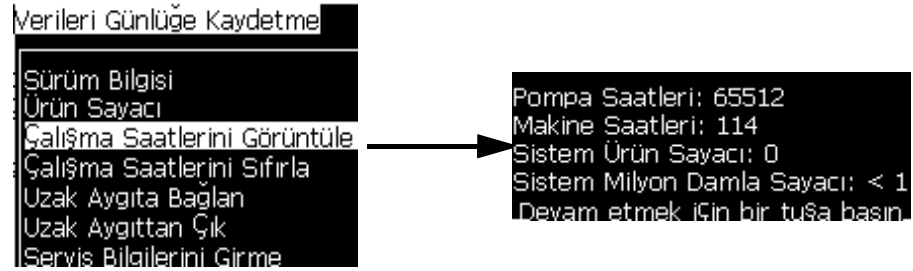 Verileri Günlüğe Kaydetme
Sürüm Bilgisi
Ürün Sayacı
Çalışma Saatlerini Görüntüle
Çalışma Saatlerini Sıfırla
Uzak Aygıta Bağlan
Uzak Aygıttan Çık
Servis Bilgilerini Girme
Pompa Saatleri: 65512
Makine Saatleri: 114
Sistem Ürün Sayacı: 0
Sistem Milyon Damla Sayacı: < 1
Devam etmek için bir tuşa basın